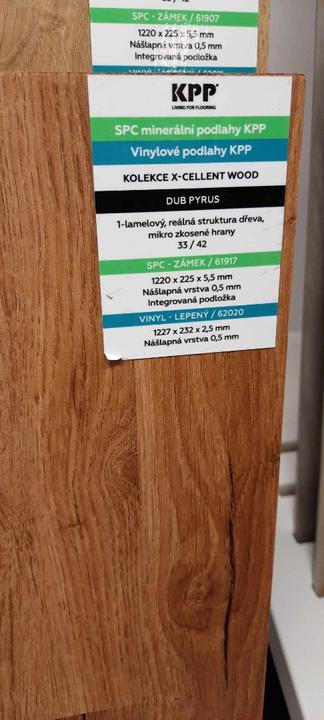 SPC - ZÁMEK / 61907
1220 x 225 x 5,5 mm
Nášlapná vrstva 0,5 mm
Integrovaná podložka
KPP
LIVING FOR FLOORING
SPC minerální podlahy KPP
Vinylové podlahy KPP
KOLEKCE X-CELLENT WOOD
DUB PYRUS
1-lamelový, reálná struktura dřeva,
mikro zkosené hrany
33 / 42
SPC - ZÁMEK / 61917
1220 x 225 x 5,5 mm
Nášlapná vrstva 0,5 mm
Integrovaná podložka
VINYL - LEPENÝ / 62020
1227 x 232 x 2,5 mm
Nášlapná vrstva 0,5 mm